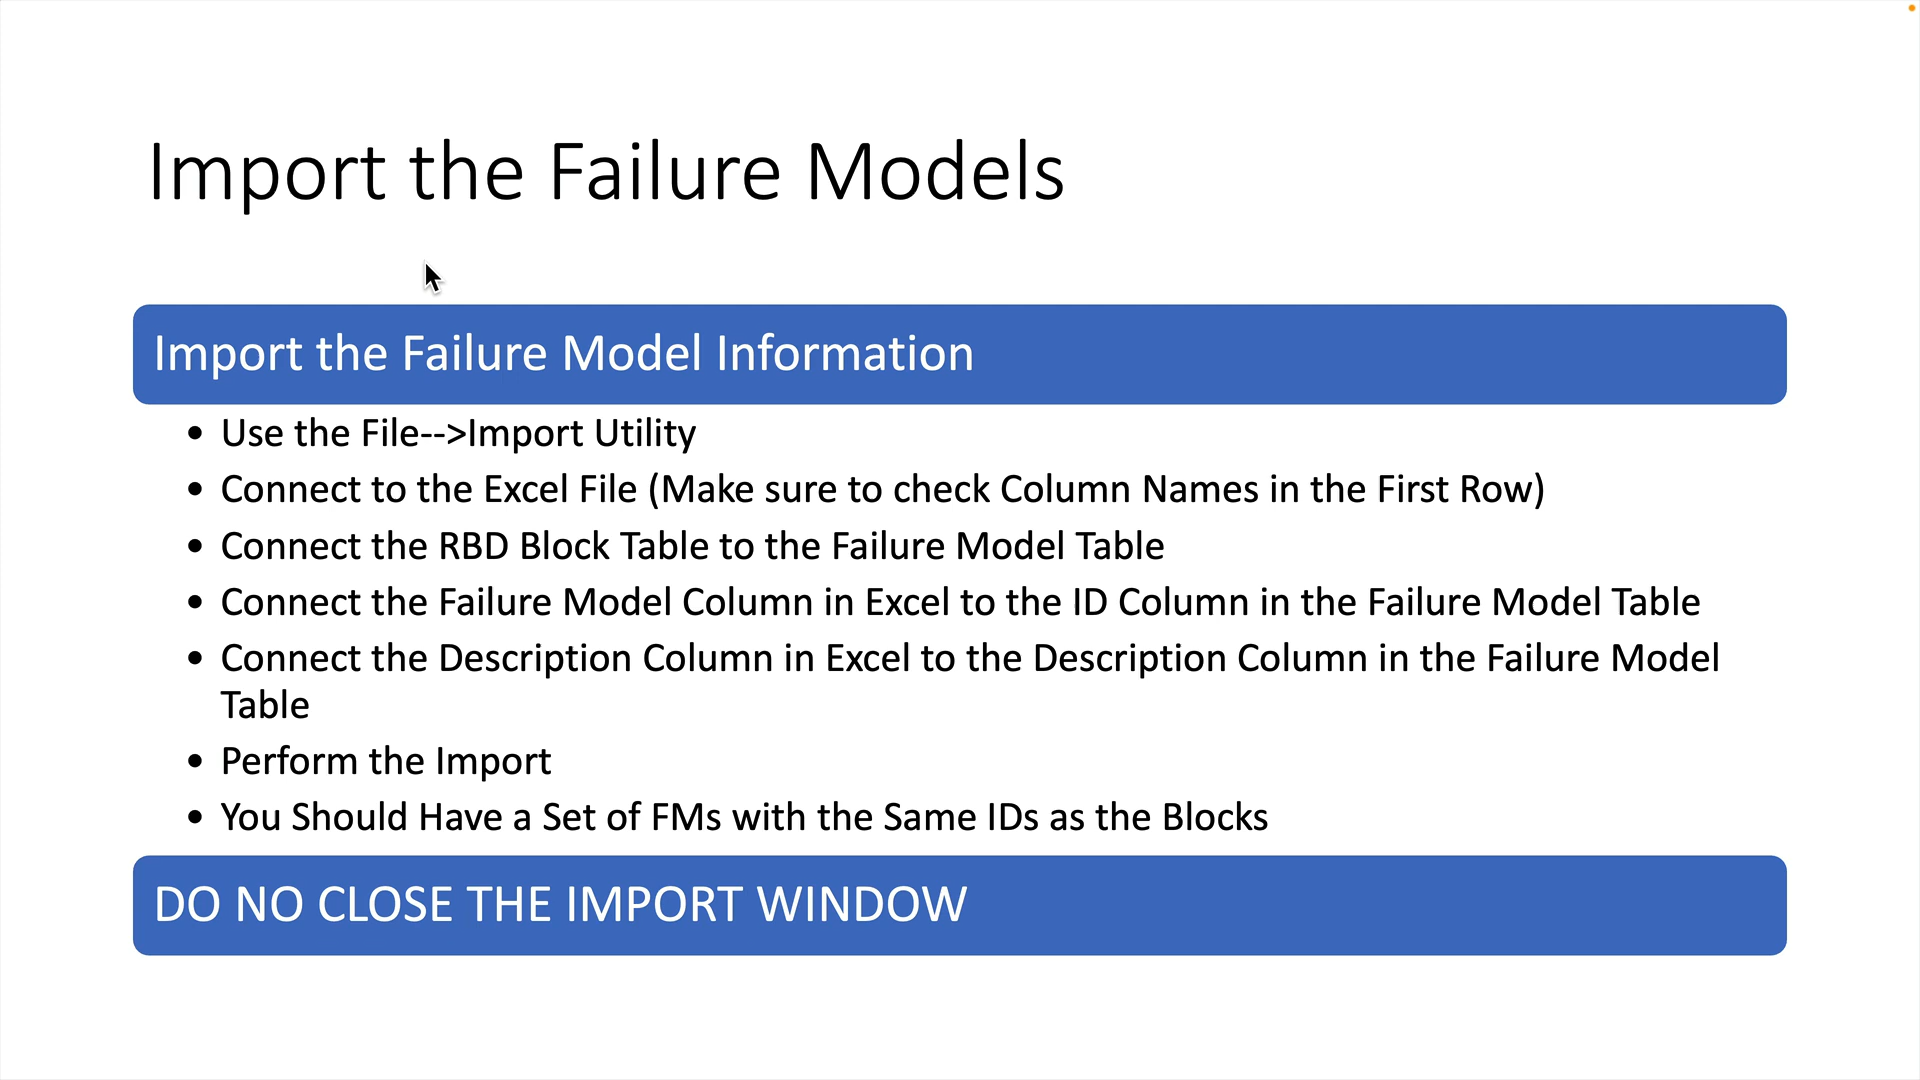 Import the Failure Models
Import the Failure Model Information
• Use the File-->Import Utility
• Connect to the Excel File (Make sure to check Column Names in the First Row)
• Connect the RBD Block Table to the Failure Model Table
• Connect the Failure Model Column in Excel to the ID Column in the Failure Model Table
• Connect the Description Column in Excel to the Description Column in the Failure Model
Table
• Perform the Import
• You Should Have a Set of FMs with the Same IDs as the Blocks
DO NO CLOSE THE IMPORT WINDOW